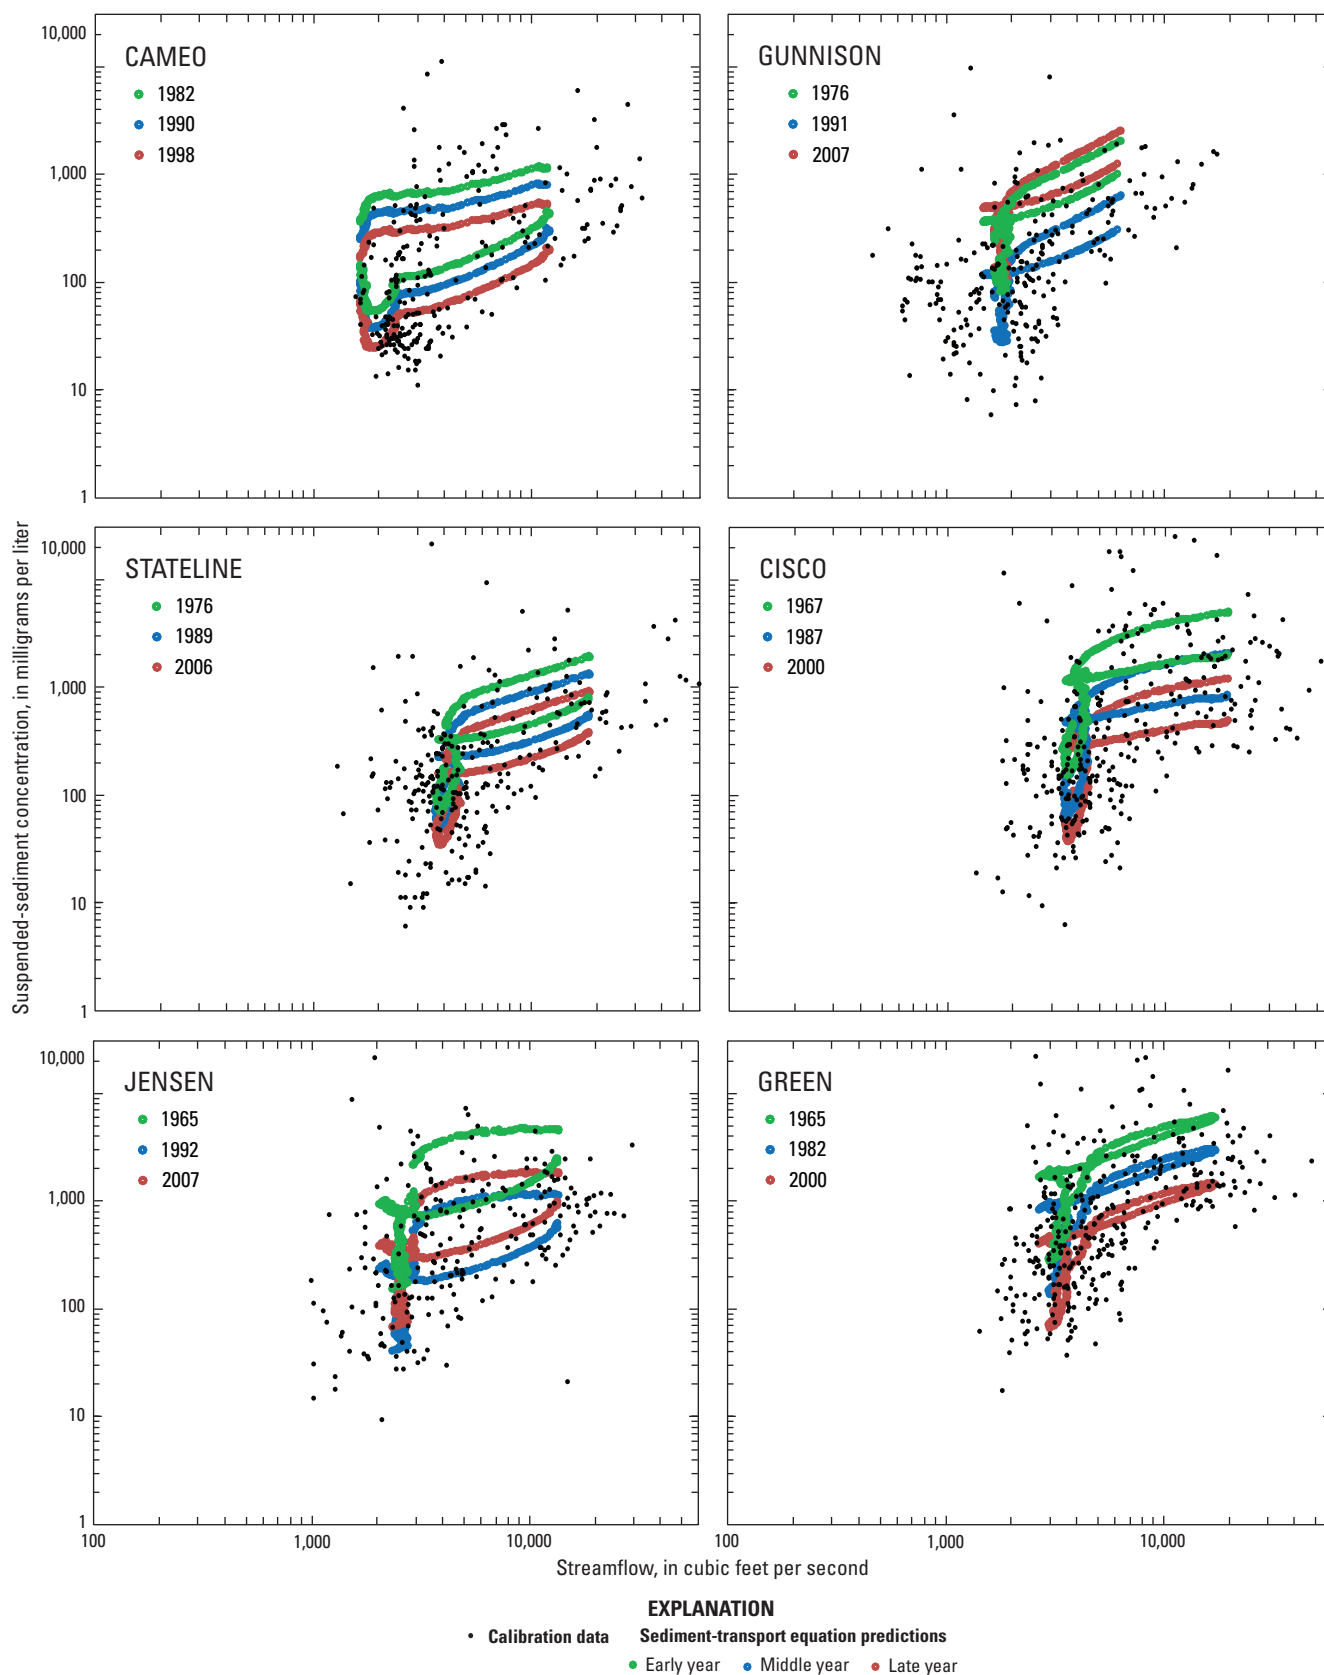 10,000
1,000
100
10
1
CAMEO
1982
1990
1998
GUNNISON
1976
1991
2007
10,000
1,000
100
10
1
STATELINE
1976
1989
2006
CISCO
1967
1987
2000
Suspended-sediment concentration, in milligrams per liter
10,000
1,000
100
10
1
JENSEN
1965
1992
2007
GREEN
1965
1982
2000
100 1,000 10,000 100 1,000 10,000
Streamflow, in cubic feet per second
EXPLANATION
Calibration data Sediment-transport equation predictions
Early year Middle year Late year